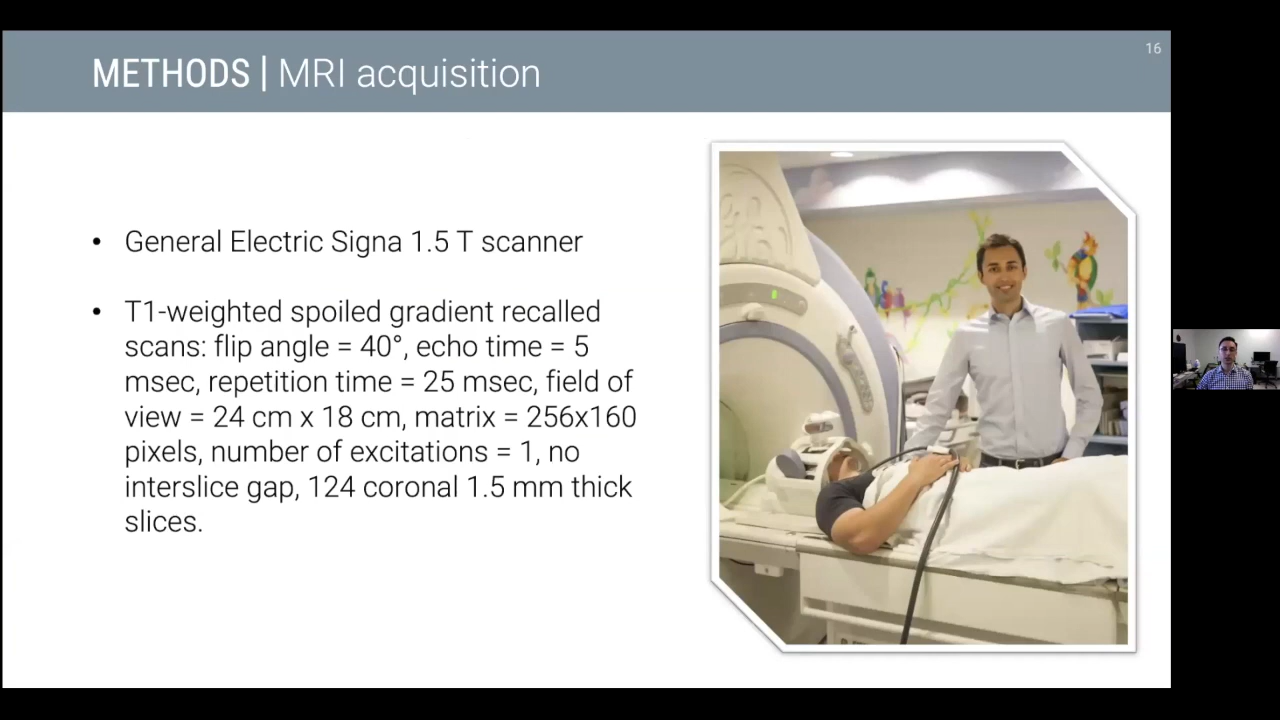 16
METHODS | MRI acquisition
• General Electric Signa 1.5 T scanner
• T1-weighted spoiled gradient recalled
scans: flip angle = 40°, echo time = 5
msec, repetition time = 25 msec, field of
view = 24 cm x 18 cm, matrix = 256x160
pixels, number of excitations = 1, no
interslice gap, 124 coronal 1.5 mm thick
slices.